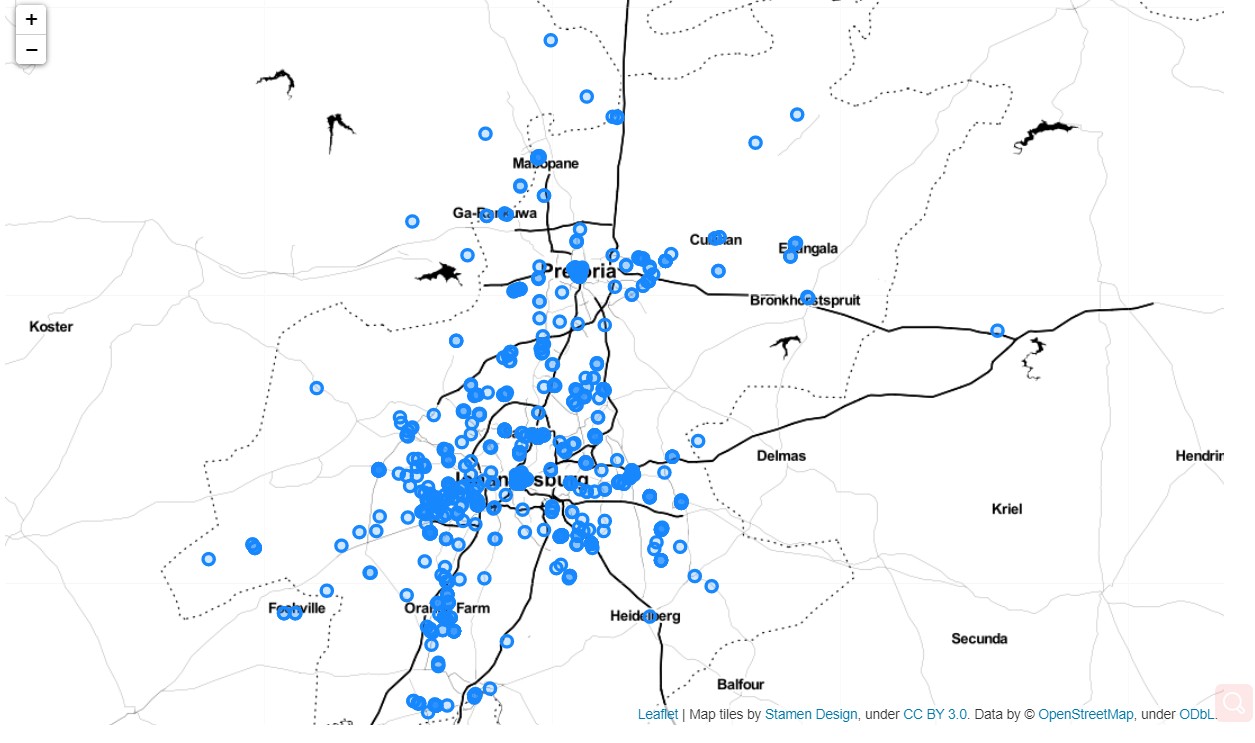 +
−
Mabopane
Ga-Rankuwa
Cullinan
Ekangala
Pretoria
Bronkhorstspruit
Koster
Delmas
Hendrin
Johannesburg
Kriel
Fochville
Orange Farm
Heidelberg
Secunda
Balfour
Leaflet | Map tiles by Stamen Design, under CC BY 3.0. Data by © OpenStreetMap, under ODbL.